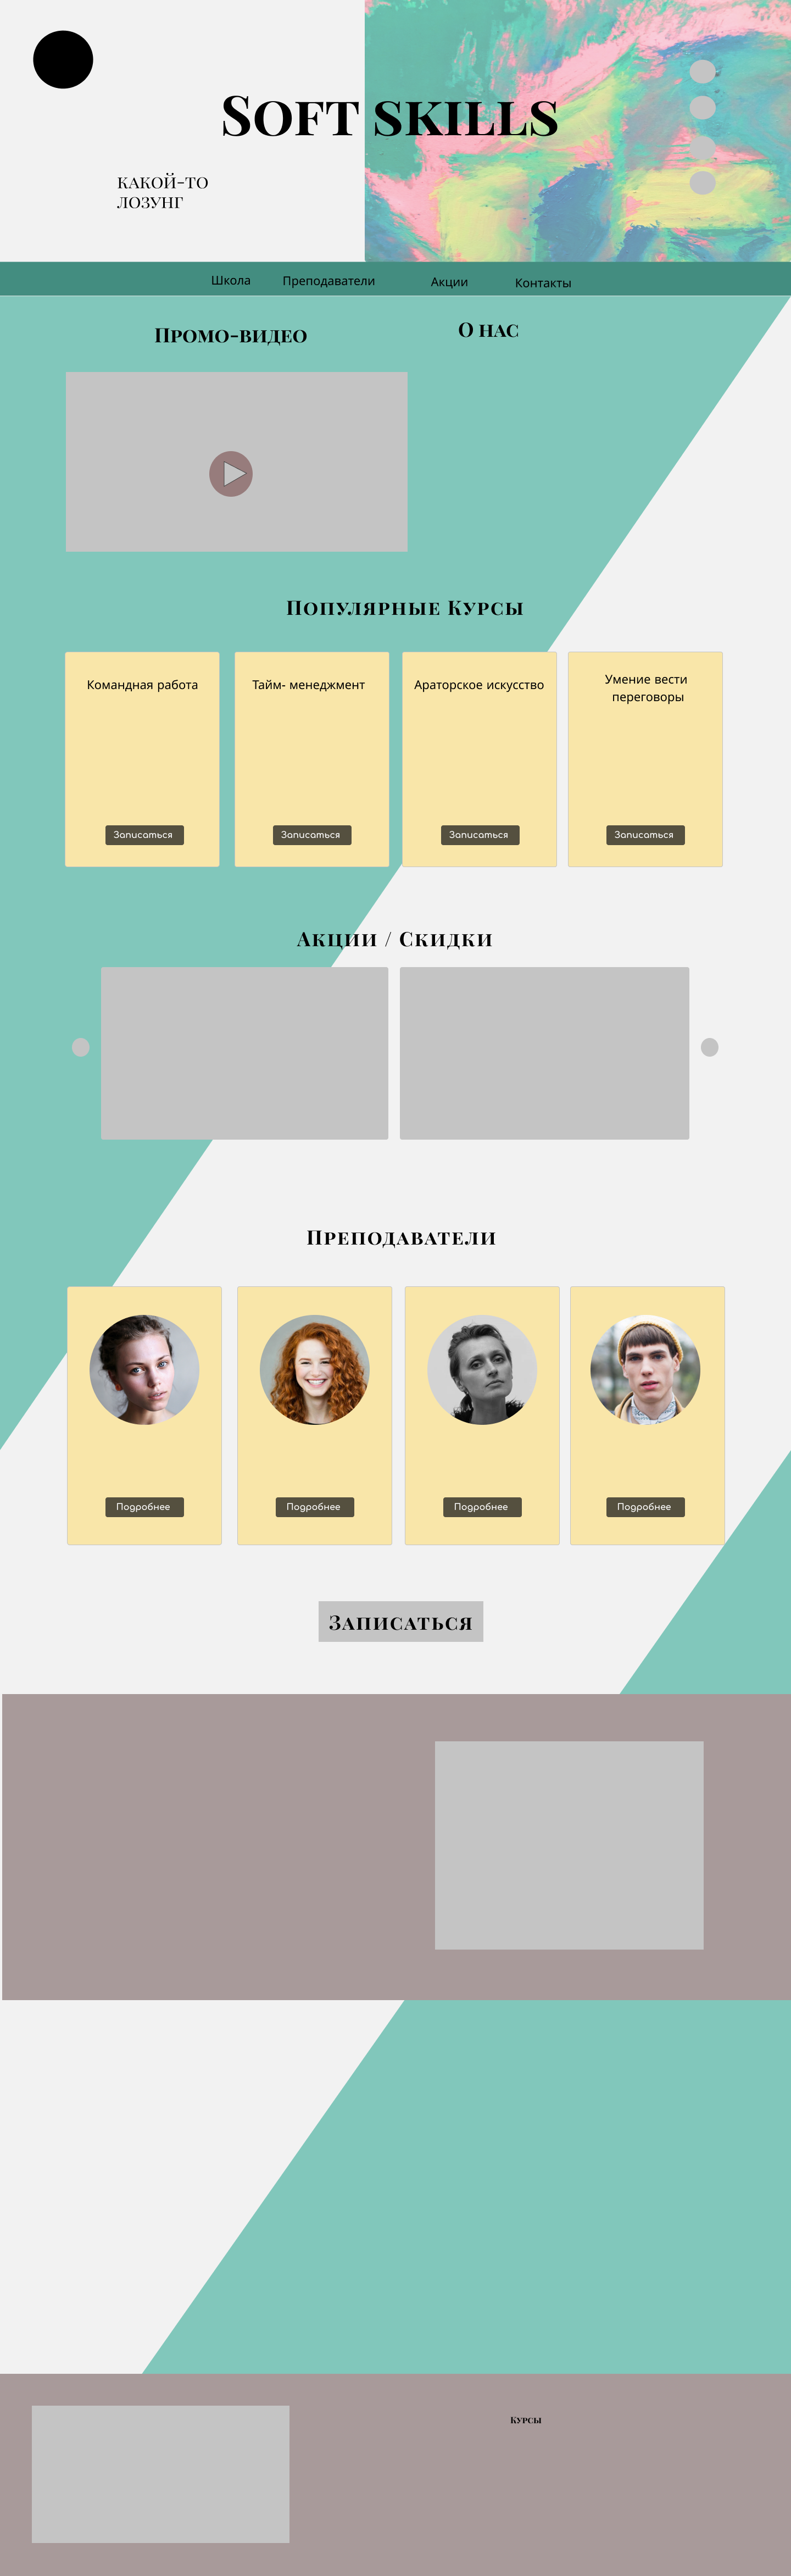 Soft skills
какой-то
лозунг
Школа Преподаватели Акции Контакты
Промо-видео О нас
Популярные Курсы
Командная работа Тайм- менеджмент Араторское искусство Умение вести
переговоры
Записаться Записаться Записаться Записаться
Акции / Скидки
Преподаватели
Подробнее Подробнее Подробнее Подробнее
Записаться
Курсы